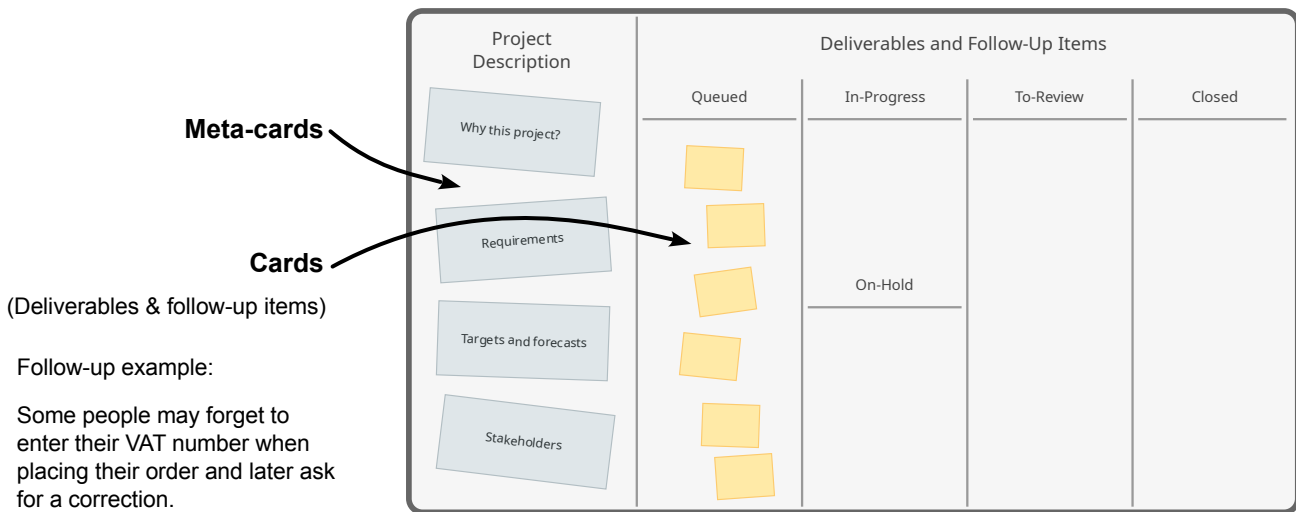 Meta-cards
Cards
(Deliverables & follow-up items)
Follow-up example:
Some people may forget to
enter their VAT number when
placing their order and later ask
for a correction.
Project
Description
Why this project?
Requirements
Targets and forecasts
Stakeholders
Deliverables and Follow-Up Items
Queued
In-Progress
On-Hold
To-Review
Closed